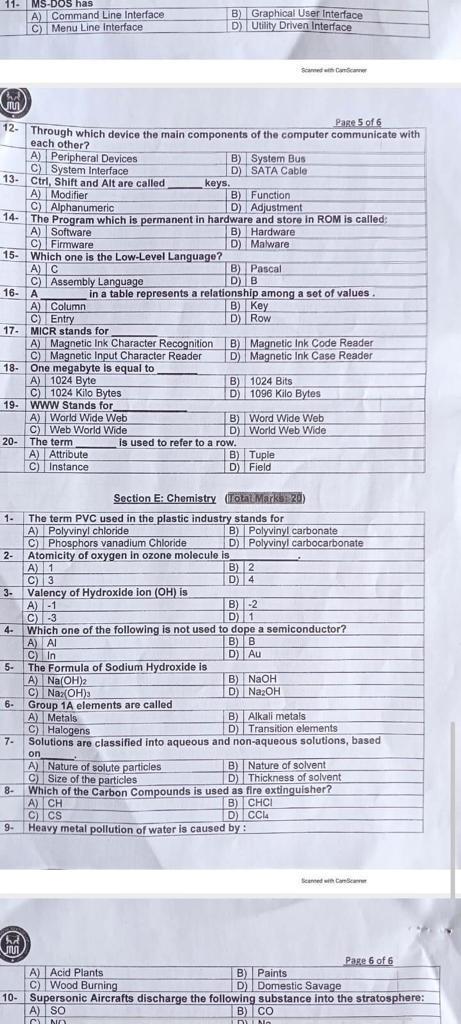 11- MS-DOS has
A) Command Line Interface B) Graphical User Interface
C) Menu Line Interface D) Utility Driven Interface
Scanned with CamScanner
Page 5 of 6
12- Through which device the main components of the computer communicate with
each other?
A) Peripheral Devices B) System Bus
C) System Interface D) SATA Cable
13- Ctrl, Shift and Alt are called ______ keys.
A) Modifier B) Function
C) Alphanumeric D) Adjustment
14- The Program which is permanent in hardware and store in ROM is called:
A) Software B) Hardware
C) Firmware D) Malware
15- Which one is the Low-Level Language?
A) C B) Pascal
C) Assembly Language D) B
16- A ________ in a table represents a relationship among a set of values .
A) Column B) Key
C) Entry D) Row
17- MICR stands for ________
A) Magnetic Ink Character Recognition B) Magnetic Ink Code Reader
C) Magnetic Input Character Reader D) Magnetic Ink Case Reader
18- One megabyte is equal to ______
A) 1024 Byte B) 1024 Bits
C) 1024 Kilo Bytes D) 1096 Kilo Bytes
19- WWW Stands for ________
A) World Wide Web B) Word Wide Web
C) Web World Wide D) World Web Wide
20- The term ______ is used to refer to a row.
A) Attribute B) Tuple
C) Instance D) Field
Section E: Chemistry (Total Marks: 20)
1- The term PVC used in the plastic industry stands for
A) Polyvinyl chloride B) Polyvinyl carbonate
C) Phosphors vanadium Chloride D) Polyvinyl carbocarbonate
2- Atomicity of oxygen in ozone molecule is________.
A) 1 B) 2
C) 3 D) 4
3- Valency of Hydroxide ion (OH) is
A) -1 B) -2
C) -3 D) 1
4- Which one of the following is not used to dope a semiconductor?
A) Al B) B
C) In D) Au
5- The Formula of Sodium Hydroxide is
A) Na(OH)₂ B) NaOH
C) Na₂(OH)₃ D) Na₂OH
6- Group 1A elements are called
A) Metals B) Alkali metals
C) Halogens D) Transition elements
7- Solutions are classified into aqueous and non-aqueous solutions, based
on______.
A) Nature of solute particles B) Nature of solvent
C) Size of the particles D) Thickness of solvent
8- Which of the Carbon Compounds is used as fire extinguisher?
A) CH B) CHCl
C) CS D) CCl₄
9- Heavy metal pollution of water is caused by :
Scanned with CamScanner
Page 6 of 6
A) Acid Plants B) Paints
C) Wood Burning D) Domestic Savage
10- Supersonic Aircrafts discharge the following substance into the stratosphere:
A) SO B) CO